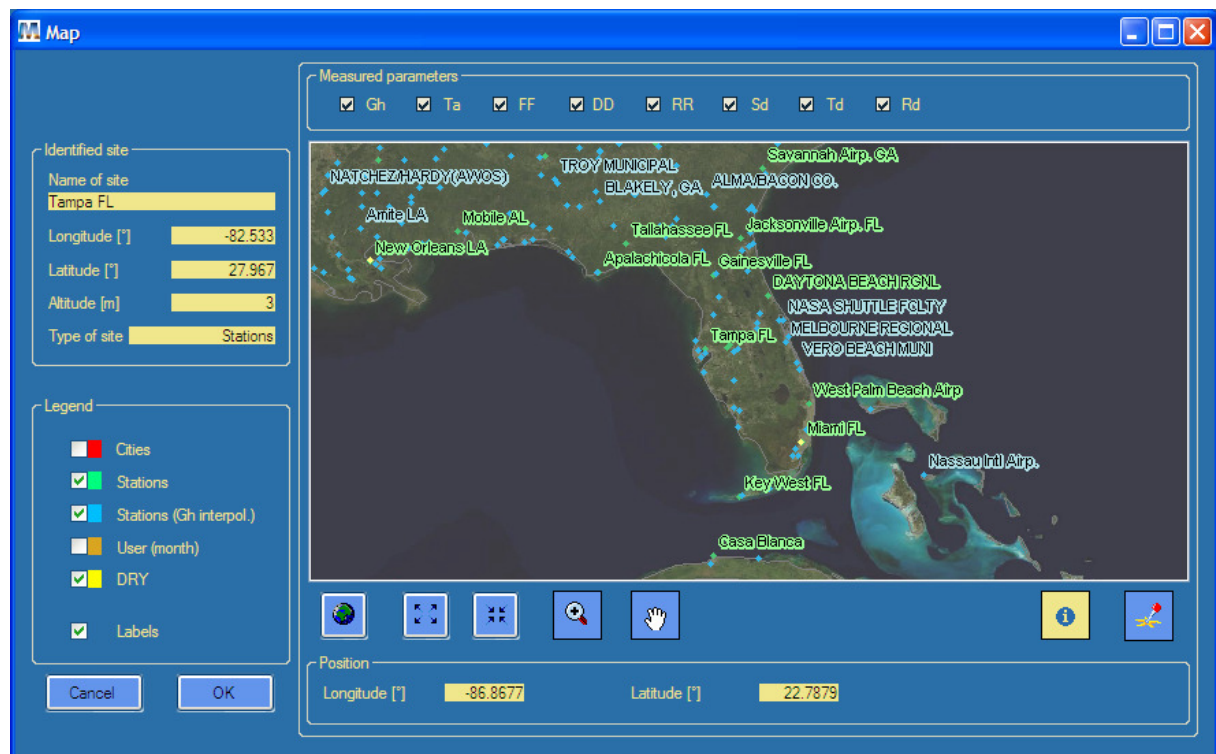 Map
Measured parameters
Gh Ta FF DD RR Sd Td Rd
Identified site
Name of site
Tampa FL
Longitude [°] -82.533
Latitude [°] 27.967
Altitude [m] 3
Type of site Stations
Legend
Cities
Stations
Stations (Gh interpol.)
User (month)
DRY
Labels
Cancel OK
Savannah Airp. GA
TROY MUNICIPAL
NATCHEZ/HARDY(AWOS)
BLAKELY, GA
ALMA/BACON CO.
Amite LA
Mobile AL
Tallahassee FL
Jacksonville Airp. FL
New Orleans LA
Apalachicola FL
Gainesville FL
DAYTONA BEACH RGNL
NASA SHUTTLE FCLTY
Tampa FL
MELBOURNE REGIONAL
VERO BEACH MUNI
West Palm Beach Airp
Miami FL
Nassau Intl Airp.
Key West FL
Casa Blanca
Position
Longitude [°] -86.8677 Latitude [°] 22.7879